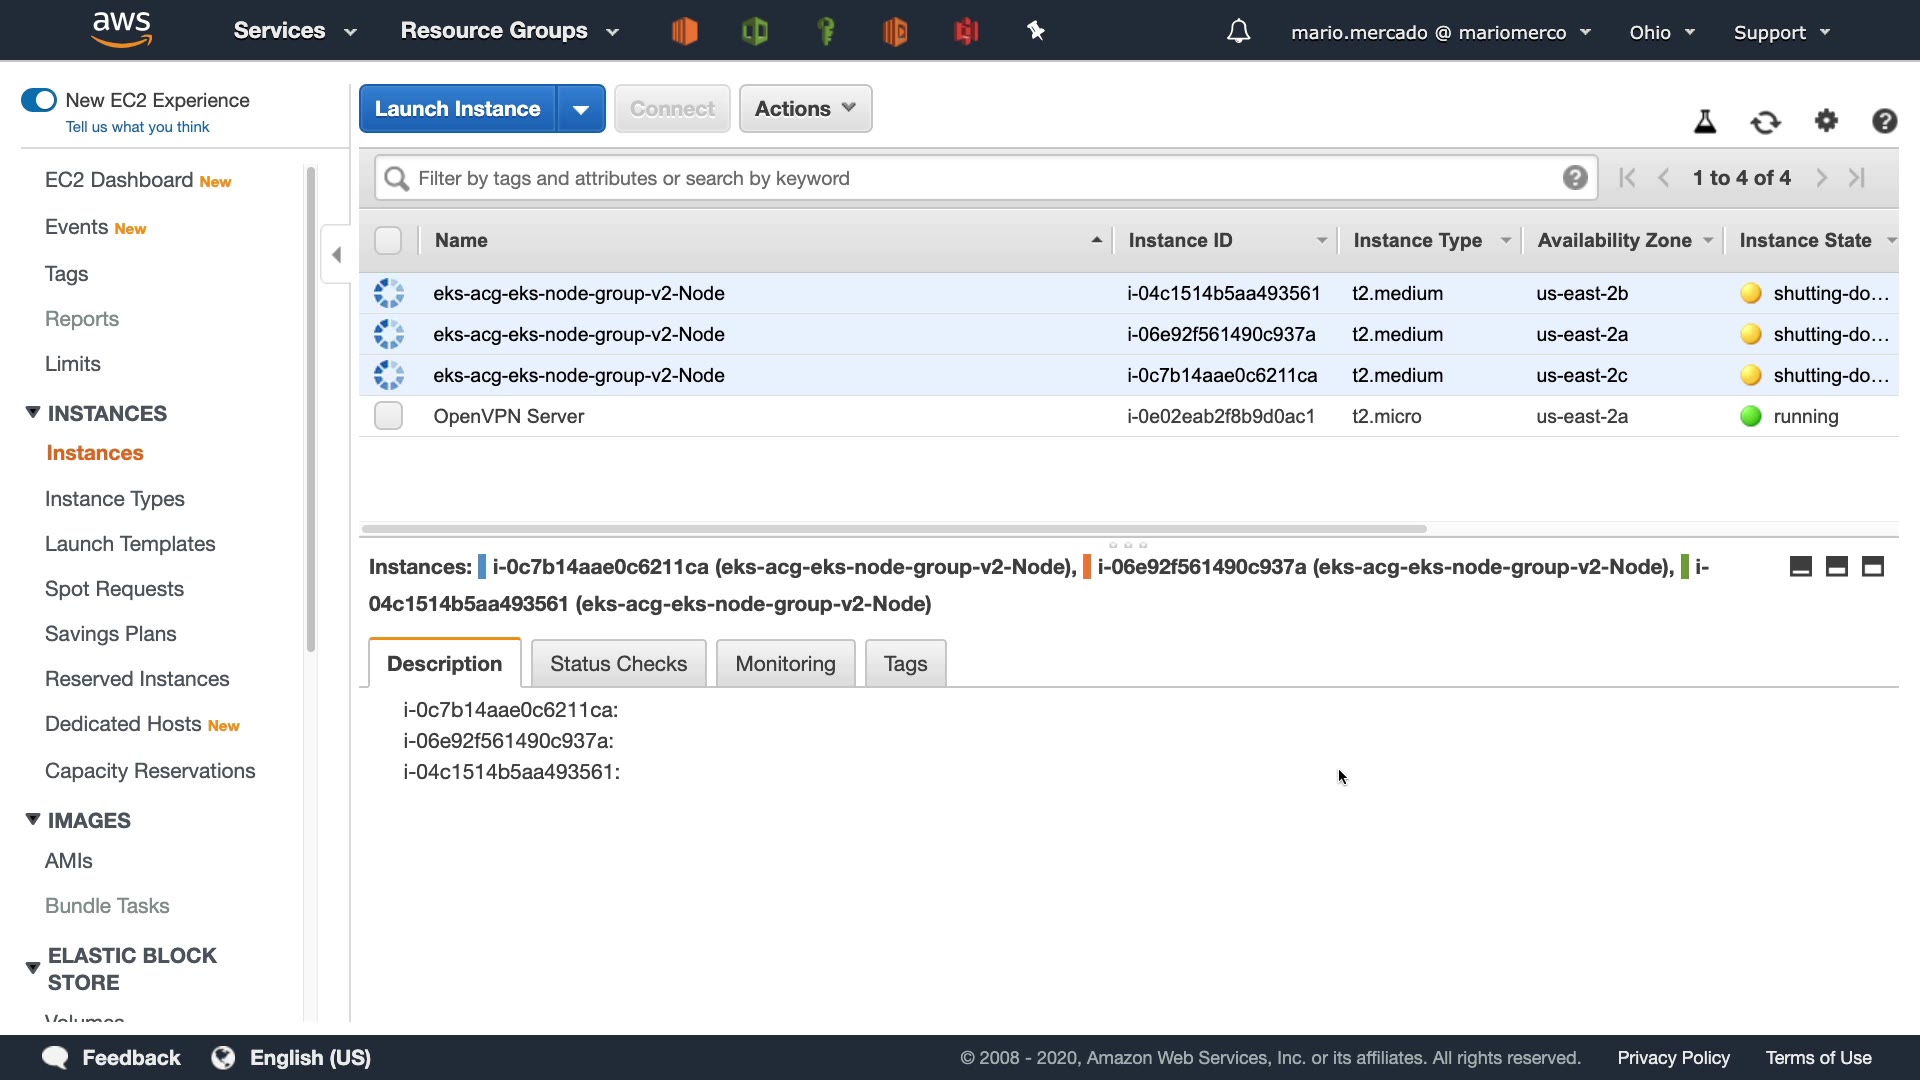 aws
Services
Resource Groups
mario.mercado @ mariomerco
Ohio
Support
New EC2 Experience
Tell us what you think
EC2 Dashboard New
Events New
Tags
Reports
Limits
INSTANCES
Instances
Instance Types
Launch Templates
Spot Requests
Savings Plans
Reserved Instances
Dedicated Hosts New
Capacity Reservations
IMAGES
AMIs
Bundle Tasks
ELASTIC BLOCK
STORE
Volumes
Launch Instance
Connect
Actions
Filter by tags and attributes or search by keyword
1 to 4 of 4
Name Instance ID Instance Type Availability Zone Instance State
eks-acg-eks-node-group-v2-Node i-04c1514b5aa493561 t2.medium us-east-2b shutting-do...
eks-acg-eks-node-group-v2-Node i-06e92f561490c937a t2.medium us-east-2a shutting-do...
eks-acg-eks-node-group-v2-Node i-0c7b14aae0c6211ca t2.medium us-east-2c shutting-do...
OpenVPN Server i-0e02eab2f8b9d0ac1 t2.micro us-east-2a running
Instances: i-0c7b14aae0c6211ca (eks-acg-eks-node-group-v2-Node), i-06e92f561490c937a (eks-acg-eks-node-group-v2-Node), i-
04c1514b5aa493561 (eks-acg-eks-node-group-v2-Node)
Description
Status Checks
Monitoring
Tags
i-0c7b14aae0c6211ca:
i-06e92f561490c937a:
i-04c1514b5aa493561:
Feedback
English (US)
© 2008 - 2020, Amazon Web Services, Inc. or its affiliates. All rights reserved.
Privacy Policy
Terms of Use